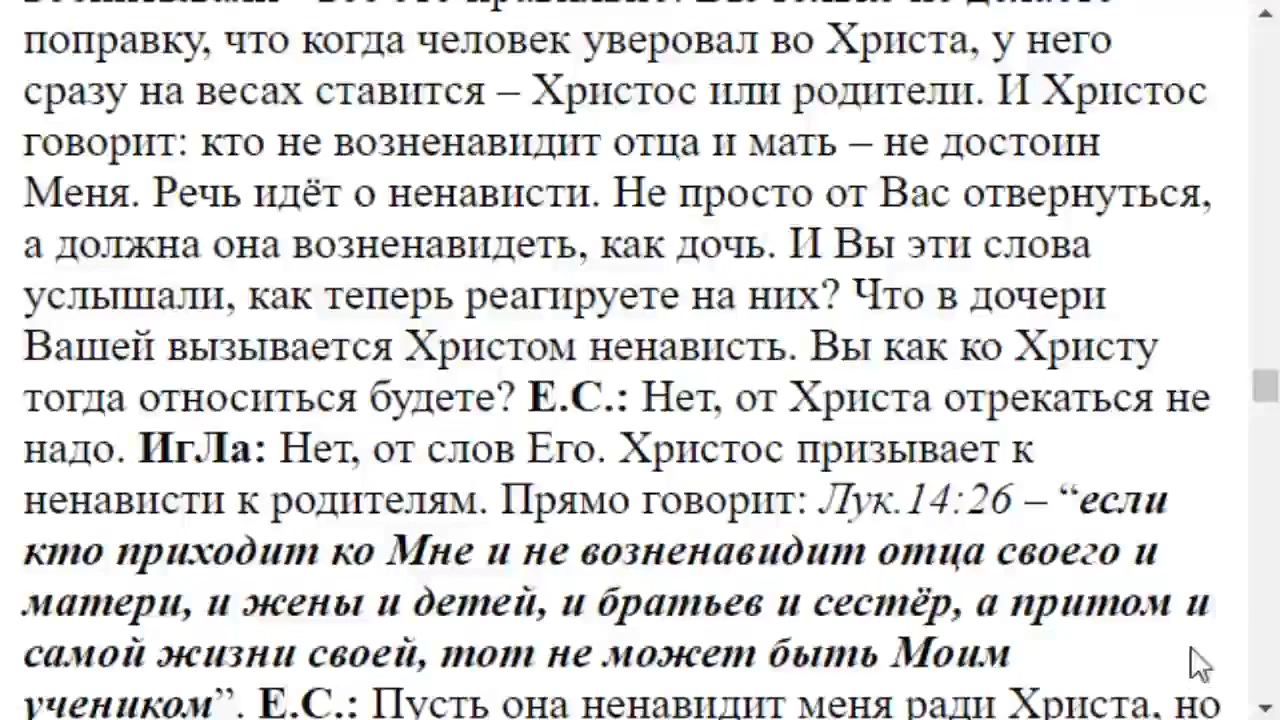 поправку, что когда человек уверовал во Христа, у него
сразу на весах ставится – Христос или родители. И Христос
говорит: кто не возненавидит отца и мать – не достоин
Меня. Речь идёт о ненависти. Не просто от Вас отвернуться,
а должна она возненавидеть, как дочь. И Вы эти слова
услышали, как теперь реагируете на них? Что в дочери
Вашей вызывается Христом ненависть. Вы как ко Христу
тогда относиться будете? Е.С.: Нет, от Христа отрекаться не
надо. ИгЛа: Нет, от слов Его. Христос призывает к
ненависти к родителям. Прямо говорит: Лук.14:26 – “если
кто приходит ко Мне и не возненавидит отца своего и
матери, и жены и детей, и братьев и сестёр, а притом и
самой жизни своей, тот не может быть Моим
учеником”. Е.С.: Пусть она ненавидит меня ради Христа, но